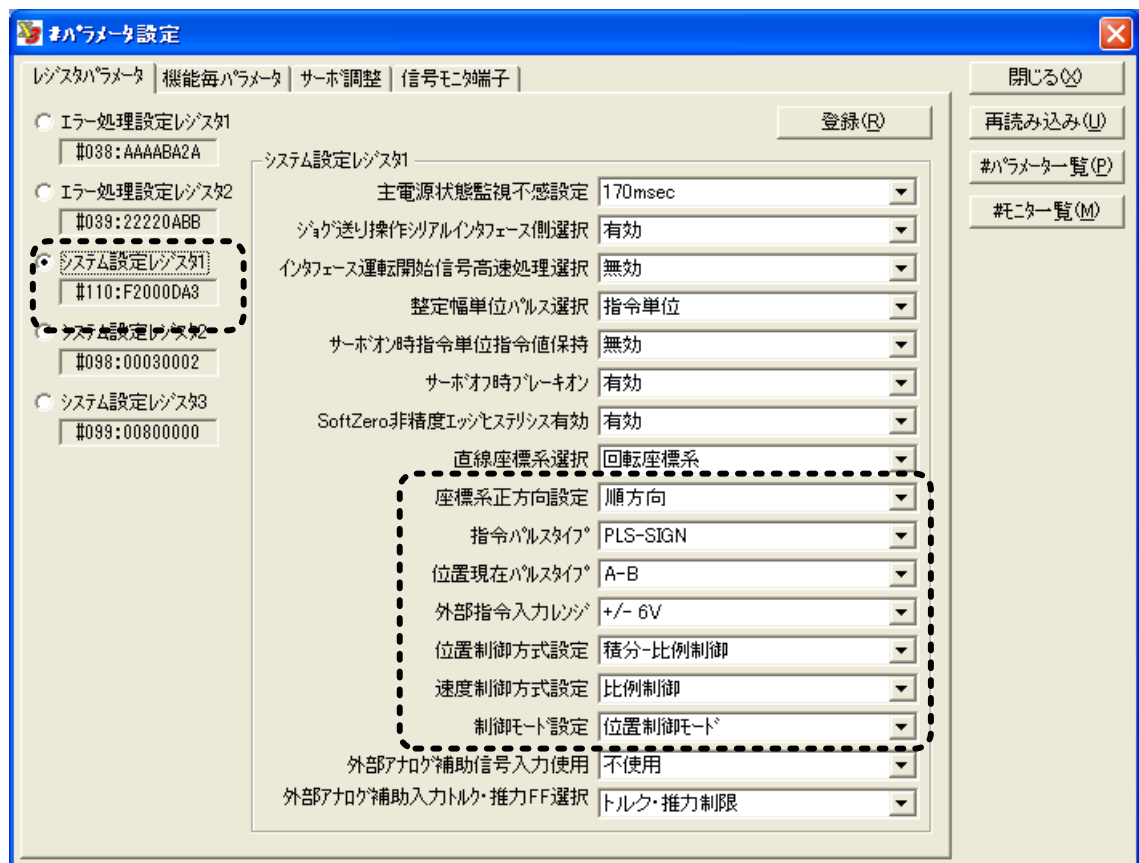 #パラメータ設定
レジスタパラメータ 機能毎パラメータ サーボ調整 信号モニタ端子
閉じる(X)
再読み込み(U)
#パラメーター覧(P)
#モニター覧(M)
登録(R)
エラー処理設定レジスタ1
#038:AAAABA2A
エラー処理設定レジスタ2
#039:22220ABB
システム設定レジスタ1
#110:F2000DA3
システム設定レジスタ2
#098:00030002
システム設定レジスタ3
#099:00800000
システム設定レジスタ1
主電源状態監視不感設定 170msec
ジョグ送り操作シリアルインタフェース側選択 有効
インタフェース運転開始信号高速処理選択 無効
整定幅単位パルス選択 指令単位
サーボオン時指令単位指令値保持 無効
サーボオフ時ブレーキオン 有効
SoftZero非精度エッジヒステリシス有効 有効
直線座標系選択 回転座標系
座標系正方向設定 順方向
指令パルスタイプ PLS-SIGN
位置現在パルスタイプ A-B
外部指令入力レンジ +/- 6V
位置制御方式設定 積分-比例制御
速度制御方式設定 比例制御
制御モード設定 位置制御モード
外部アナログ補助信号入力使用 不使用
外部アナログ補助入力トルク・推力FF選択 トルク・推力制限